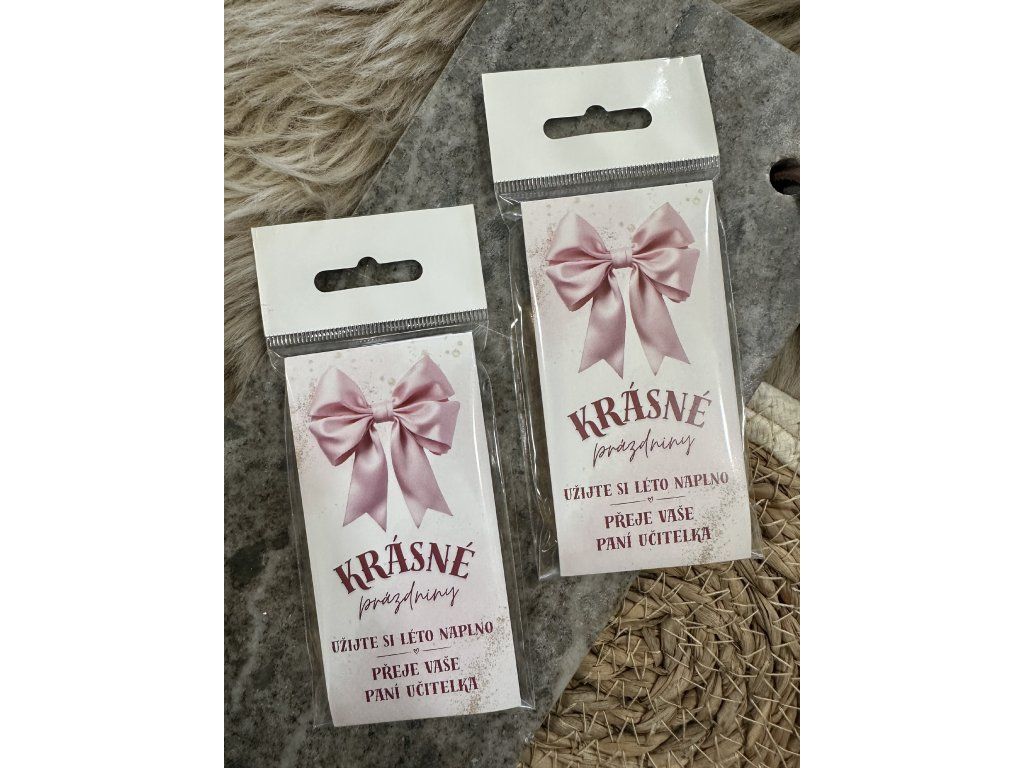 KRÁSNÉ
prázdniny
UŽIJTE SI LÉTO NAPLNO
PŘEJE VAŠE
PANÍ UČITELKA
KRÁSNÉ
prázdniny
UŽIJTE SI LÉTO NAPLNO
PŘEJE VAŠE
PANÍ UČITELKA